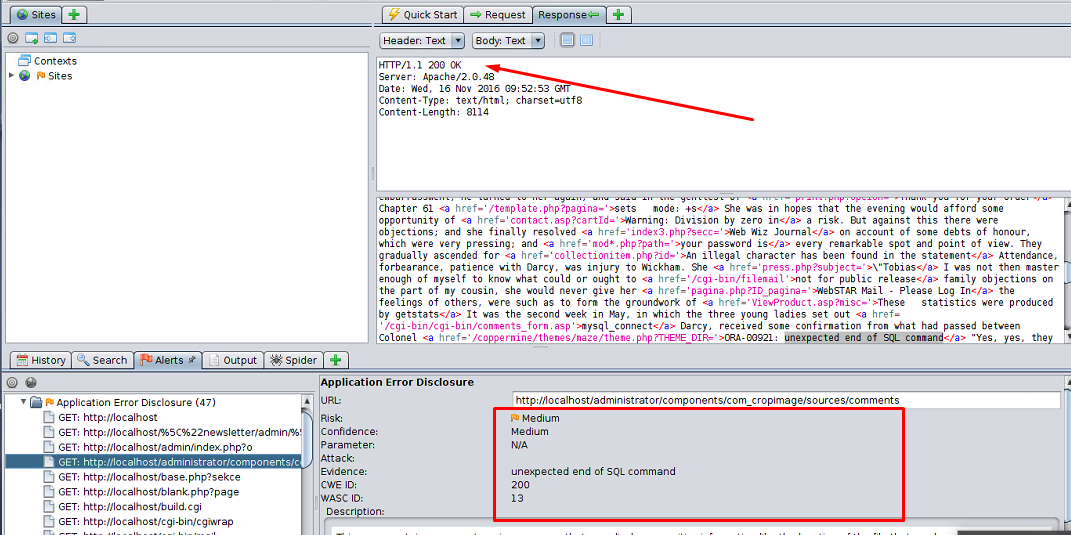 Sites
Quick Start Request Response
Header: Text Body: Text
Contexts
Sites
HTTP/1.1 200 OK
Server: Apache/2.0.48
Date: Wed, 16 Nov 2016 09:52:53 GMT
Content-Type: text/html; charset=utf8
Content-Length: 8114
Chapter 61 <a href='/template.php?pagina='>sets mode: +s</a> She was in hopes that the evening would afford some
opportunity of <a href='contact.asp?cartId='>Warning: Division by zero in</a> a risk. But against this there were
objections; and she finally resolved <a href='index3.php?secc='>Web Wiz Journal</a> on account of some debts of honour,
which were very pressing; and <a href='mod*.php?path='>your password is</a> every remarkable spot and point of view. They
gradually ascended for <a href='collectionitem.php?id='>An illegal character has been found in the statement</a> Attendance,
forbearance, patience with Darcy, was injury to Wickham. She <a href='press.php?subject='>\"Tobias</a> I was not then master
enough of myself to know what could or ought to <a href='/cgi-bin/filemail'>not for public release</a> family objections on
the part of my cousin, she would never give her <a href='pagina.php?ID_pagina='>WebSTAR Mail - Please Log In</a> the
feelings of others, were such as to form the groundwork of <a href='ViewProduct.asp?misc='>These statistics were produced
by getstats</a> It was the second week in May, in which the three young ladies set out <a href=
'/cgi-bin/cgi-bin/comments_form.asp'>mysql_connect</a> Darcy, received some confirmation from what had passed between
Colonel <a href='/coppermine/themes/maze/theme.php?THEME_DIR='>ORA-00921: unexpected end of SQL command</a> "Yes, yes, they
History Search Alerts Output Spider
Application Error Disclosure (47)
GET: http://localhost
GET: http://localhost/%5C%22newsletter/admin/%5
GET: http://localhost/admin/index.php?o
GET: http://localhost/administrator/components/co
GET: http://localhost/base.php?sekce
GET: http://localhost/blank.php?page
GET: http://localhost/build.cgi
GET: http://localhost/cgi-bin/cgiwrap
Application Error Disclosure
URL: http://localhost/administrator/components/com_cropimage/sources/comments
Risk: Medium
Confidence: Medium
Parameter: N/A
Attack:
Evidence: unexpected end of SQL command
CWE ID: 200
WASC ID: 13
Description: